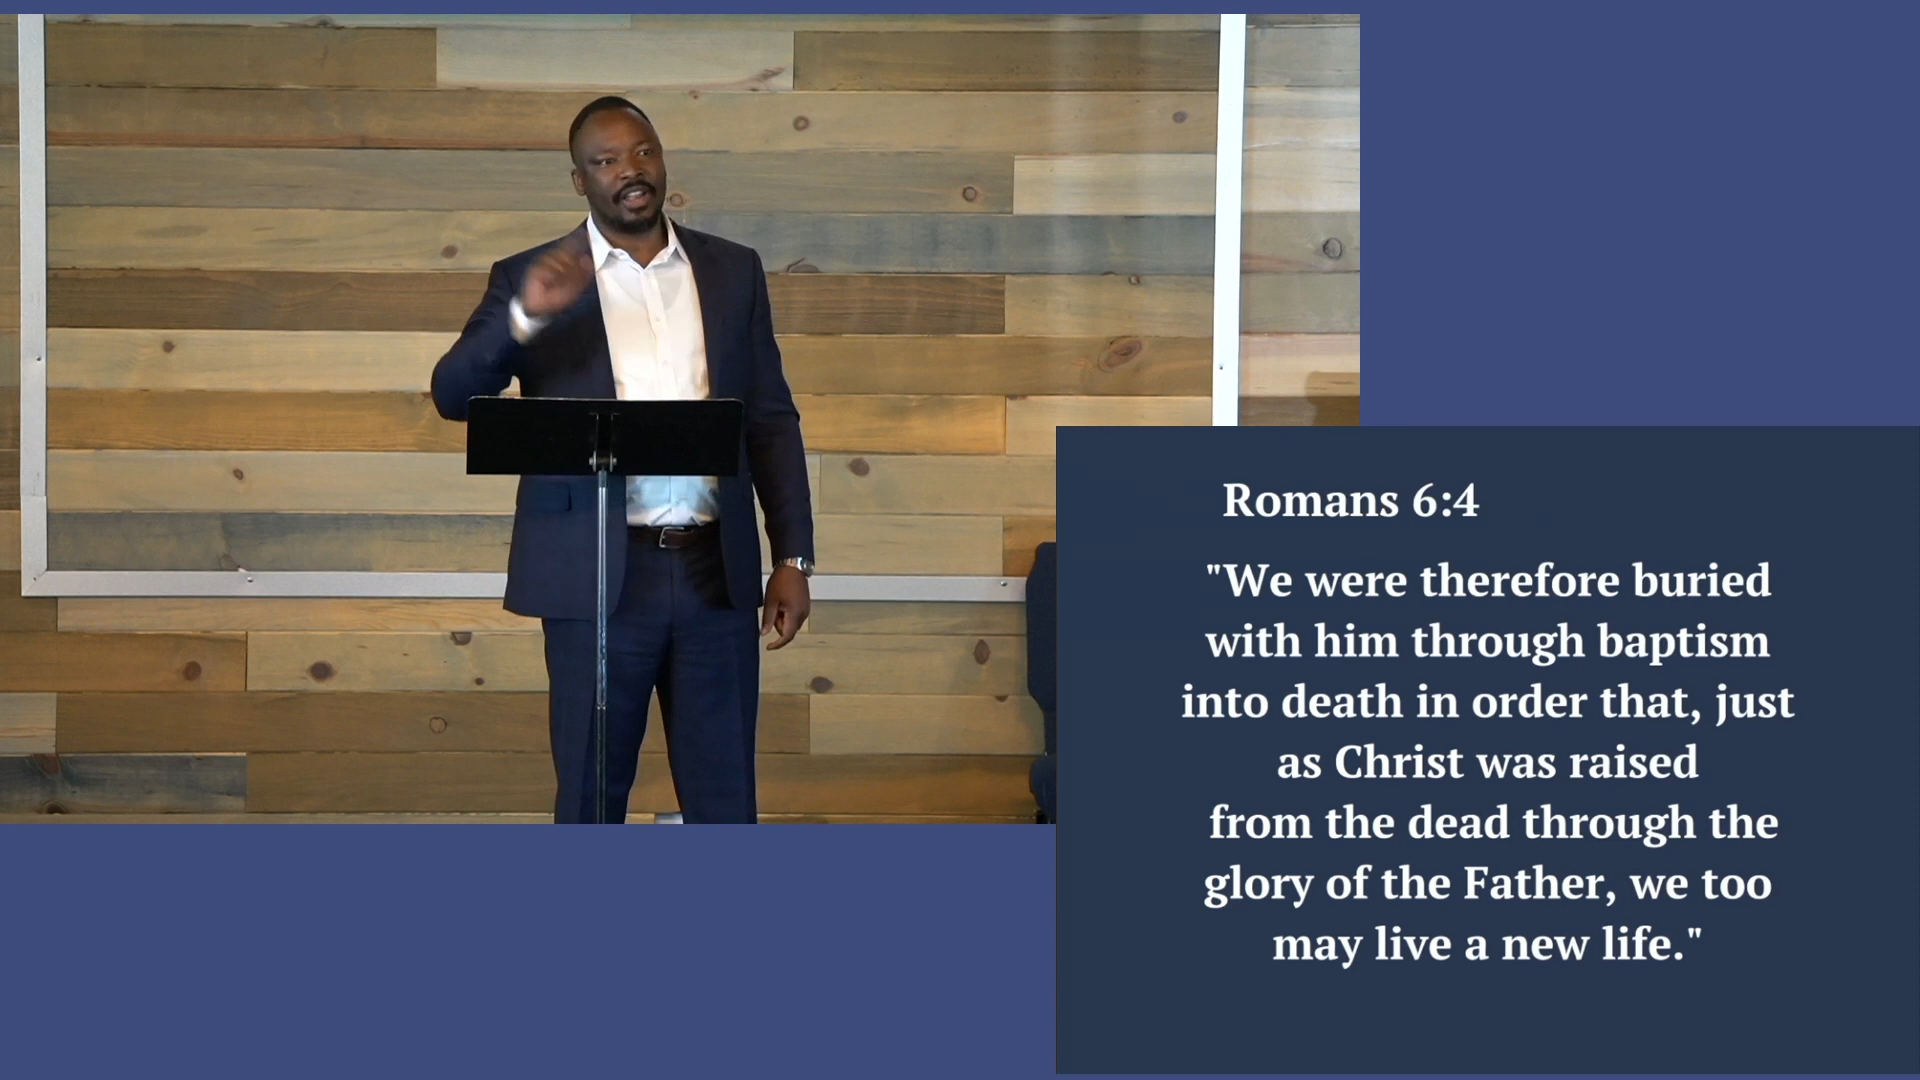 Romans 6:4
"We were therefore buried
with him through baptism
into death in order that, just
as Christ was raised
from the dead through the
glory of the Father, we too
may live a new life."